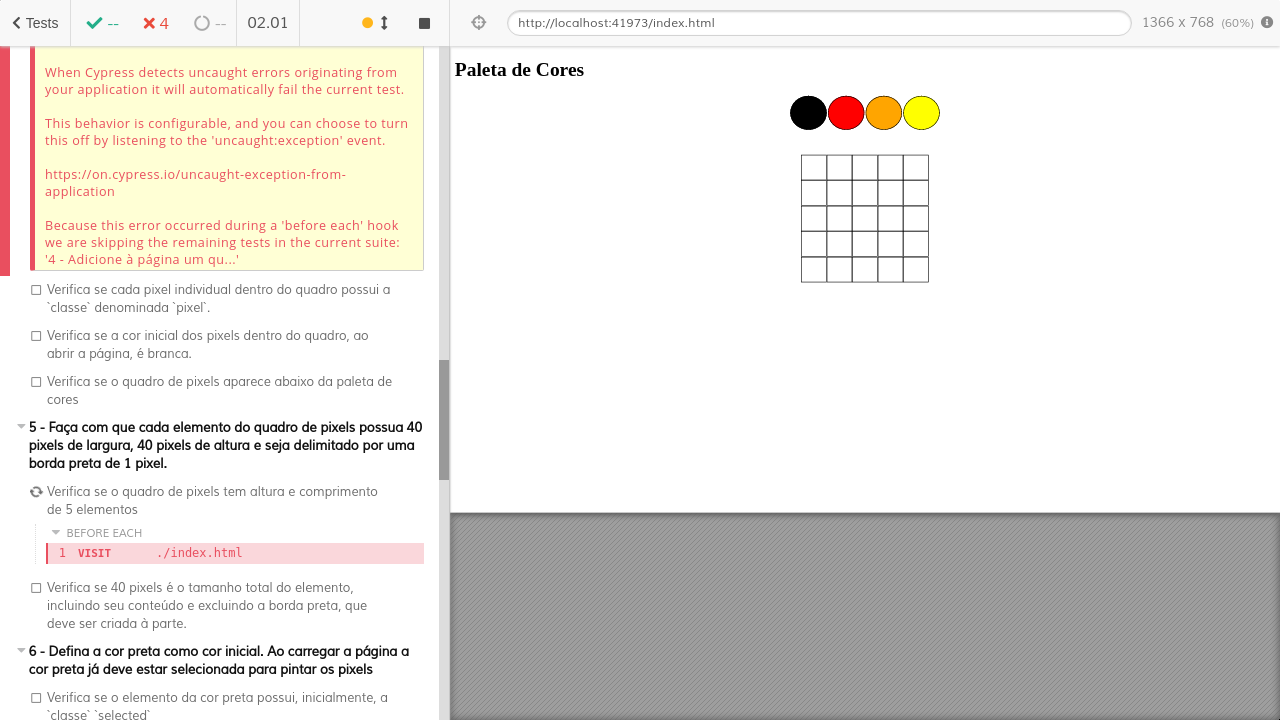 Tests
--
4
--
02.01
http://localhost:41973/index.html
1366 x 768 (60%)
When Cypress detects uncaught errors originating from
your application it will automatically fail the current test.
This behavior is configurable, and you can choose to turn
this off by listening to the 'uncaught:exception' event.
https://on.cypress.io/uncaught-exception-from-
application
Because this error occurred during a 'before each' hook
we are skipping the remaining tests in the current suite:
'4 - Adicione à página um qu...'
Verifica se cada pixel individual dentro do quadro possui a
`classe` denominada `pixel`.
Verifica se a cor inicial dos pixels dentro do quadro, ao
abrir a página, é branca.
Verifica se o quadro de pixels aparece abaixo da paleta de
cores
5 - Faça com que cada elemento do quadro de pixels possua 40
pixels de largura, 40 pixels de altura e seja delimitado por uma
borda preta de 1 pixel.
Verifica se o quadro de pixels tem altura e comprimento
de 5 elementos
BEFORE EACH
1 VISIT ./index.html
Verifica se 40 pixels é o tamanho total do elemento,
incluindo seu conteúdo e excluindo a borda preta, que
deve ser criada à parte.
6 - Defina a cor preta como cor inicial. Ao carregar a página a
cor preta já deve estar selecionada para pintar os pixels
Verifica se o elemento da cor preta possui, inicialmente, a
`classe` `selected`
Paleta de Cores